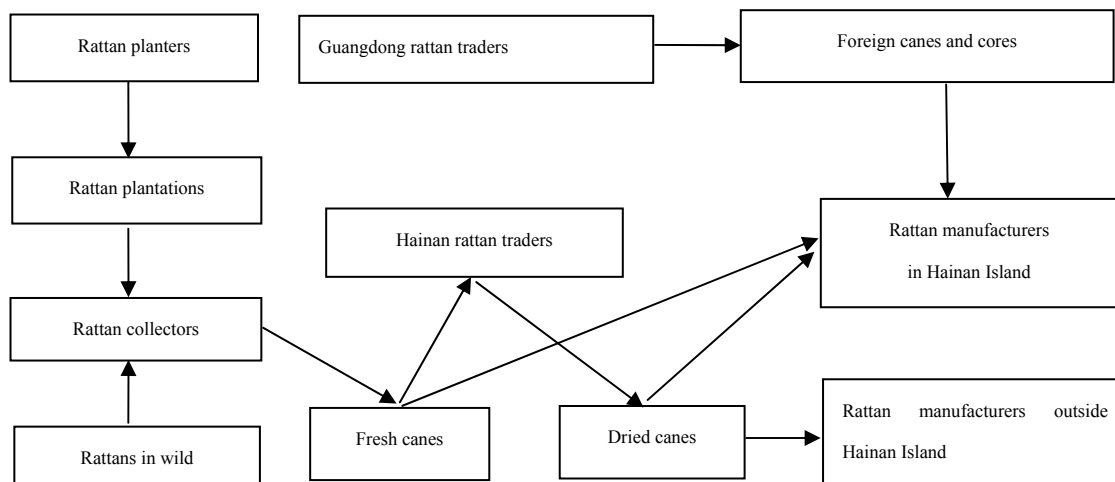 Rattan planters
Guangdong rattan traders
Foreign canes and cores
Rattan plantations
Hainan rattan traders
Rattan manufacturers
in Hainan Island
Rattan collectors
Fresh canes
Dried canes
Rattan manufacturers outside
Hainan Island
Rattans in wild